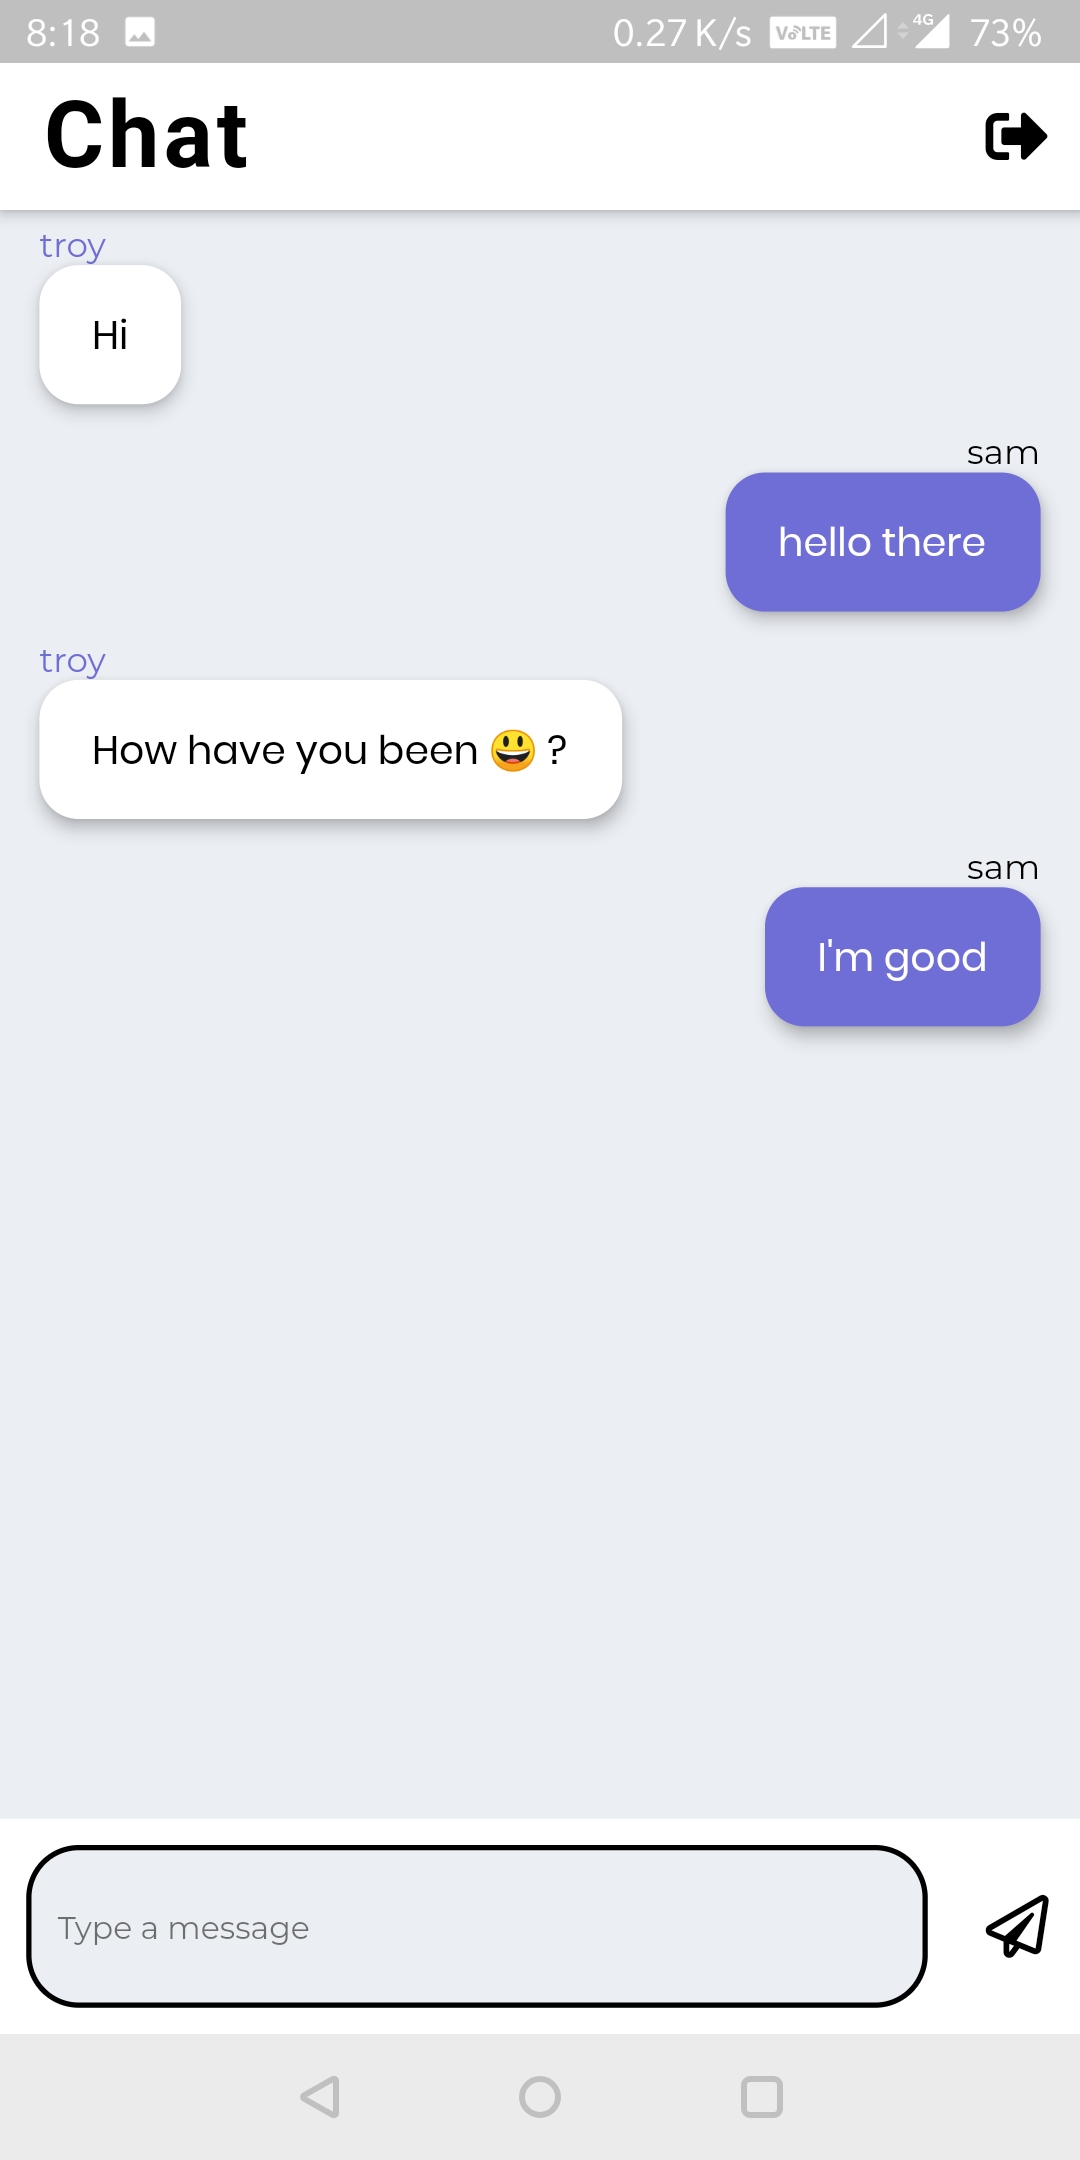 8:18 0.27 K/s VoLTE 4G 73%
Chat
troy
Hi
sam
hello there
troy
How have you been 😃 ?
sam
I'm good
Type a message